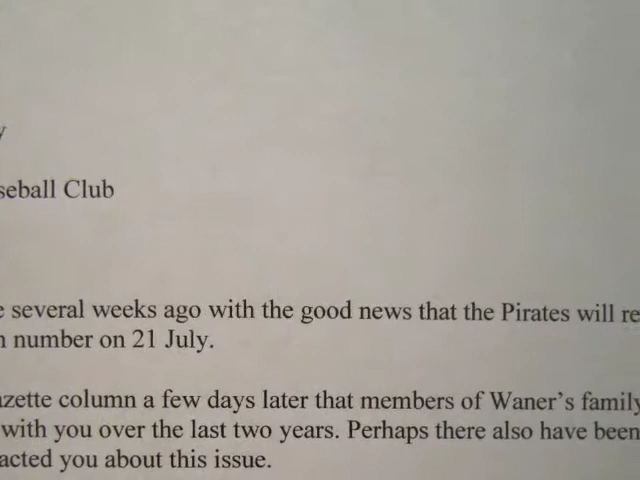 y
seball Club
e several weeks ago with the good news that the Pirates will re
n number on 21 July.
azette column a few days later that members of Waner's family
with you over the last two years. Perhaps there also have been
acted you about this issue.